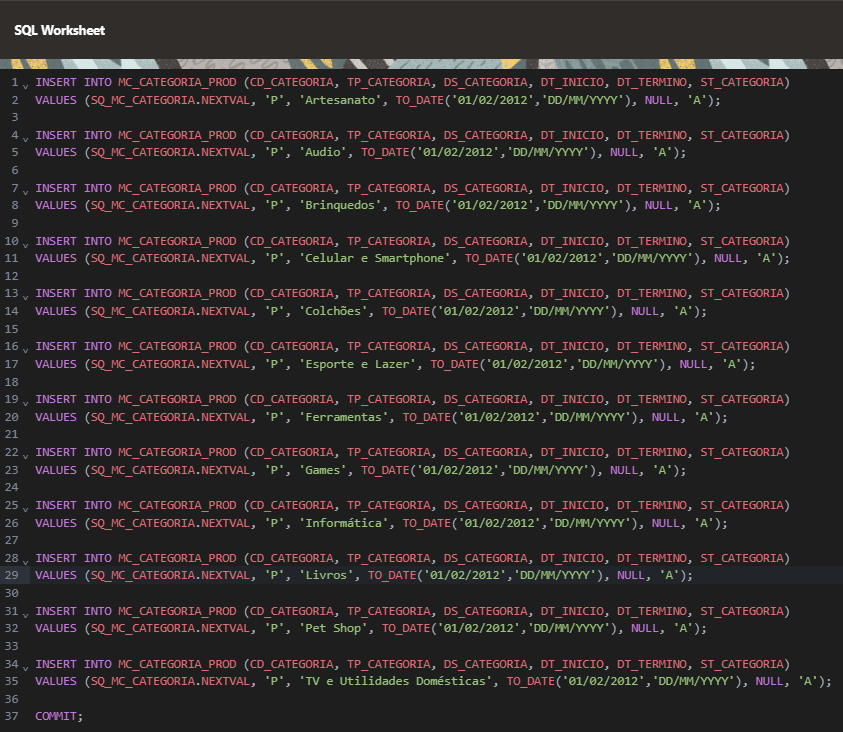 SQL Worksheet
1 INSERT INTO MC_CATEGORIA_PROD (CD_CATEGORIA, TP_CATEGORIA, DS_CATEGORIA, DT_INICIO, DT_TERMINO, ST_CATEGORIA)
2 VALUES (SQ_MC_CATEGORIA.NEXTVAL, 'P', 'Artesanato', TO_DATE('01/02/2012','DD/MM/YYYY'), NULL, 'A');
3
4 INSERT INTO MC_CATEGORIA_PROD (CD_CATEGORIA, TP_CATEGORIA, DS_CATEGORIA, DT_INICIO, DT_TERMINO, ST_CATEGORIA)
5 VALUES (SQ_MC_CATEGORIA.NEXTVAL, 'P', 'Audio', TO_DATE('01/02/2012','DD/MM/YYYY'), NULL, 'A');
6
7 INSERT INTO MC_CATEGORIA_PROD (CD_CATEGORIA, TP_CATEGORIA, DS_CATEGORIA, DT_INICIO, DT_TERMINO, ST_CATEGORIA)
8 VALUES (SQ_MC_CATEGORIA.NEXTVAL, 'P', 'Brinquedos', TO_DATE('01/02/2012','DD/MM/YYYY'), NULL, 'A');
9
10 INSERT INTO MC_CATEGORIA_PROD (CD_CATEGORIA, TP_CATEGORIA, DS_CATEGORIA, DT_INICIO, DT_TERMINO, ST_CATEGORIA)
11 VALUES (SQ_MC_CATEGORIA.NEXTVAL, 'P', 'Celular e Smartphone', TO_DATE('01/02/2012','DD/MM/YYYY'), NULL, 'A');
12
13 INSERT INTO MC_CATEGORIA_PROD (CD_CATEGORIA, TP_CATEGORIA, DS_CATEGORIA, DT_INICIO, DT_TERMINO, ST_CATEGORIA)
14 VALUES (SQ_MC_CATEGORIA.NEXTVAL, 'P', 'Colchões', TO_DATE('01/02/2012','DD/MM/YYYY'), NULL, 'A');
15
16 INSERT INTO MC_CATEGORIA_PROD (CD_CATEGORIA, TP_CATEGORIA, DS_CATEGORIA, DT_INICIO, DT_TERMINO, ST_CATEGORIA)
17 VALUES (SQ_MC_CATEGORIA.NEXTVAL, 'P', 'Esporte e Lazer', TO_DATE('01/02/2012','DD/MM/YYYY'), NULL, 'A');
18
19 INSERT INTO MC_CATEGORIA_PROD (CD_CATEGORIA, TP_CATEGORIA, DS_CATEGORIA, DT_INICIO, DT_TERMINO, ST_CATEGORIA)
20 VALUES (SQ_MC_CATEGORIA.NEXTVAL, 'P', 'Ferramentas', TO_DATE('01/02/2012','DD/MM/YYYY'), NULL, 'A');
21
22 INSERT INTO MC_CATEGORIA_PROD (CD_CATEGORIA, TP_CATEGORIA, DS_CATEGORIA, DT_INICIO, DT_TERMINO, ST_CATEGORIA)
23 VALUES (SQ_MC_CATEGORIA.NEXTVAL, 'P', 'Games', TO_DATE('01/02/2012','DD/MM/YYYY'), NULL, 'A');
24
25 INSERT INTO MC_CATEGORIA_PROD (CD_CATEGORIA, TP_CATEGORIA, DS_CATEGORIA, DT_INICIO, DT_TERMINO, ST_CATEGORIA)
26 VALUES (SQ_MC_CATEGORIA.NEXTVAL, 'P', 'Informática', TO_DATE('01/02/2012','DD/MM/YYYY'), NULL, 'A');
27
28 INSERT INTO MC_CATEGORIA_PROD (CD_CATEGORIA, TP_CATEGORIA, DS_CATEGORIA, DT_INICIO, DT_TERMINO, ST_CATEGORIA)
29 VALUES (SQ_MC_CATEGORIA.NEXTVAL, 'P', 'Livros', TO_DATE('01/02/2012','DD/MM/YYYY'), NULL, 'A');
30
31 INSERT INTO MC_CATEGORIA_PROD (CD_CATEGORIA, TP_CATEGORIA, DS_CATEGORIA, DT_INICIO, DT_TERMINO, ST_CATEGORIA)
32 VALUES (SQ_MC_CATEGORIA.NEXTVAL, 'P', 'Pet Shop', TO_DATE('01/02/2012','DD/MM/YYYY'), NULL, 'A');
33
34 INSERT INTO MC_CATEGORIA_PROD (CD_CATEGORIA, TP_CATEGORIA, DS_CATEGORIA, DT_INICIO, DT_TERMINO, ST_CATEGORIA)
35 VALUES (SQ_MC_CATEGORIA.NEXTVAL, 'P', 'TV e Utilidades Domésticas', TO_DATE('01/02/2012','DD/MM/YYYY'), NULL, 'A');
36
37 COMMIT;